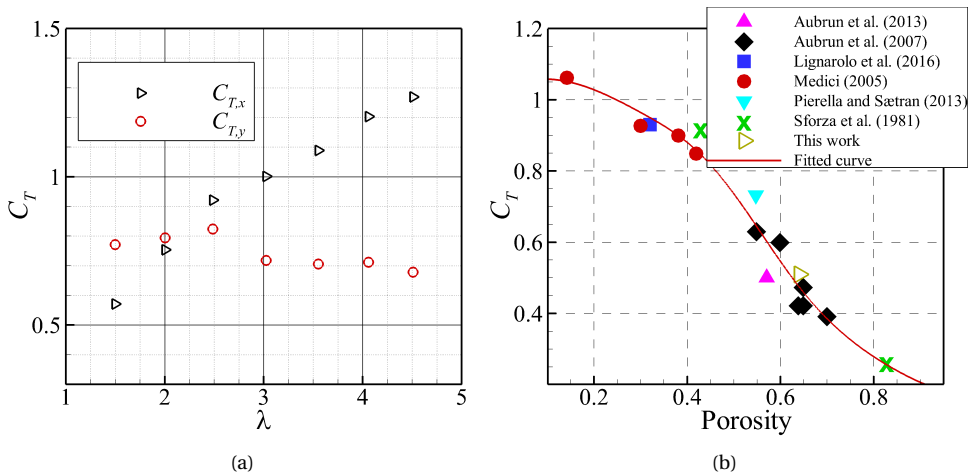 1.5
1
0.5
C_T
C_T,x
C_T,y
1 2 3 4 5
λ
(a)
1.2
1
0.8
0.6
0.4
C_T
Aubrun et al. (2013)
Aubrun et al. (2007)
Lignarolo et al. (2016)
Medici (2005)
Pierella and Sætran (2013)
Sforza et al. (1981)
This work
Fitted curve
0.2 0.4 0.6 0.8
Porosity
(b)